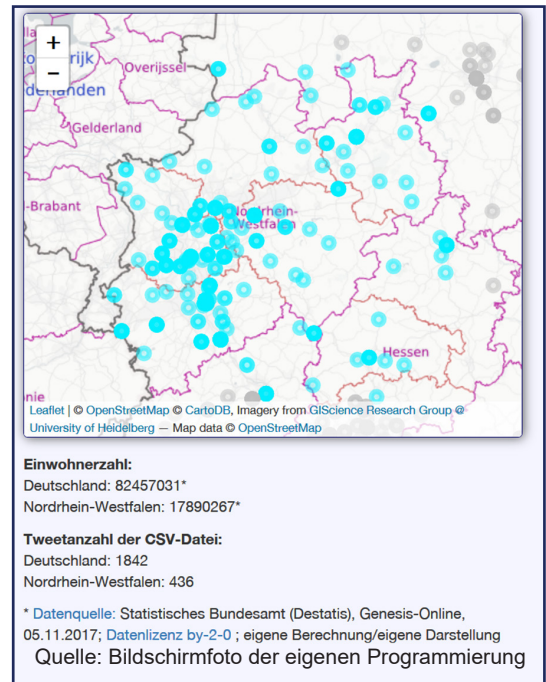 +
−
Overijssel
Gelderland
-Brabant
Nordrhein-
Westfalen
Hessen
Leaflet | © OpenStreetMap © CartoDB, Imagery from GIScience Research Group @
University of Heidelberg — Map data © OpenStreetMap
Einwohnerzahl:
Deutschland: 82457031*
Nordrhein-Westfalen: 17890267*
Tweetanzahl der CSV-Datei:
Deutschland: 1842
Nordrhein-Westfalen: 436
* Datenquelle: Statistisches Bundesamt (Destatis), Genesis-Online,
05.11.2017; Datenlizenz by-2-0 ; eigene Berechnung/eigene Darstellung
Quelle: Bildschirmfoto der eigenen Programmierung